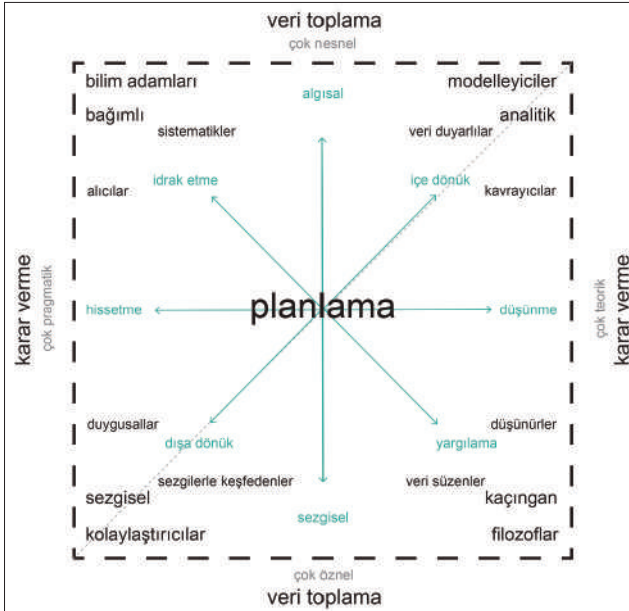 veri toplama
çok nesnel
bilim adamları
modelleyiciler
algısal
bağımlı
analitik
sistematikler
veri duyarlılar
idrak etme
içe dönük
alıcılar
kavrayıcılar
karar verme
çok pragmatik
hissetme
planlama
düşünme
çok teorik
karar verme
duygusallar
düşünürler
dışa dönük
yargılama
sezgilerle keşfedenler
veri süzenler
sezgisel
kaçıngan
sezgisel
kolaylaştırıcılar
filozoflar
çok öznel
veri toplama